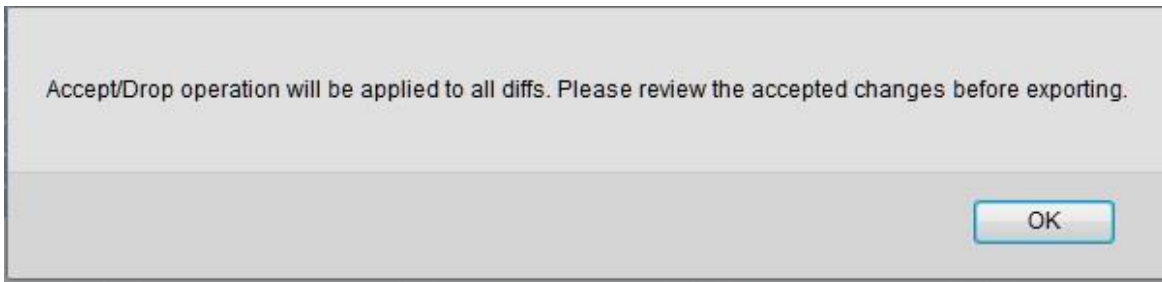 Accept/Drop operation will be applied to all diffs. Please review the accepted changes before exporting.
OK